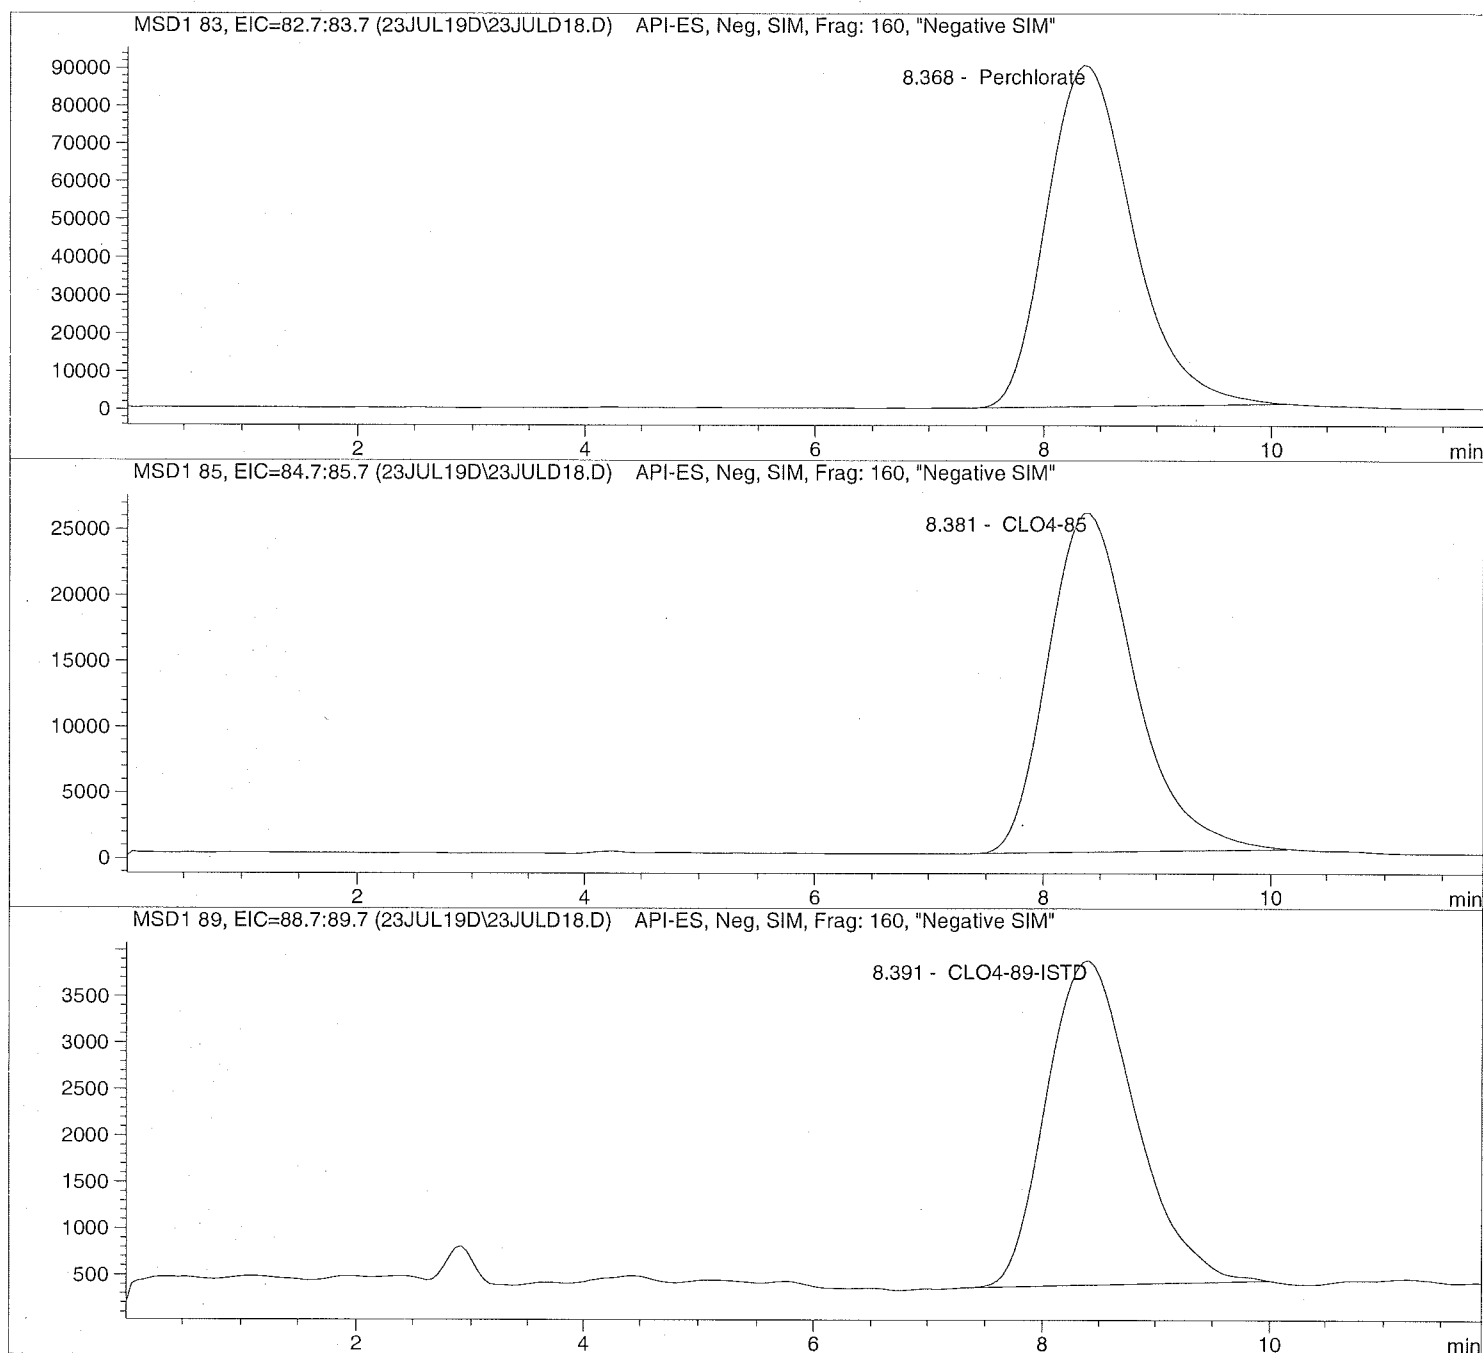 MSD1 83, EIC=82.7:83.7 (23JUL19D\23JULD18.D) API-ES, Neg, SIM, Frag: 160, "Negative SIM"
90000
8.368 - Perchlorate
80000
70000
60000
50000
40000
30000
20000
10000
0
2 4 6 8 10 min
MSD1 85, EIC=84.7:85.7 (23JUL19D\23JULD18.D) API-ES, Neg, SIM, Frag: 160, "Negative SIM"
25000
8.381 - CLO4-85
20000
15000
10000
5000
0
2 4 6 8 10 min
MSD1 89, EIC=88.7:89.7 (23JUL19D\23JULD18.D) API-ES, Neg, SIM, Frag: 160, "Negative SIM"
8.391 - CLO4-89-ISTD
3500
3000
2500
2000
1500
1000
500
2 4 6 8 10 min